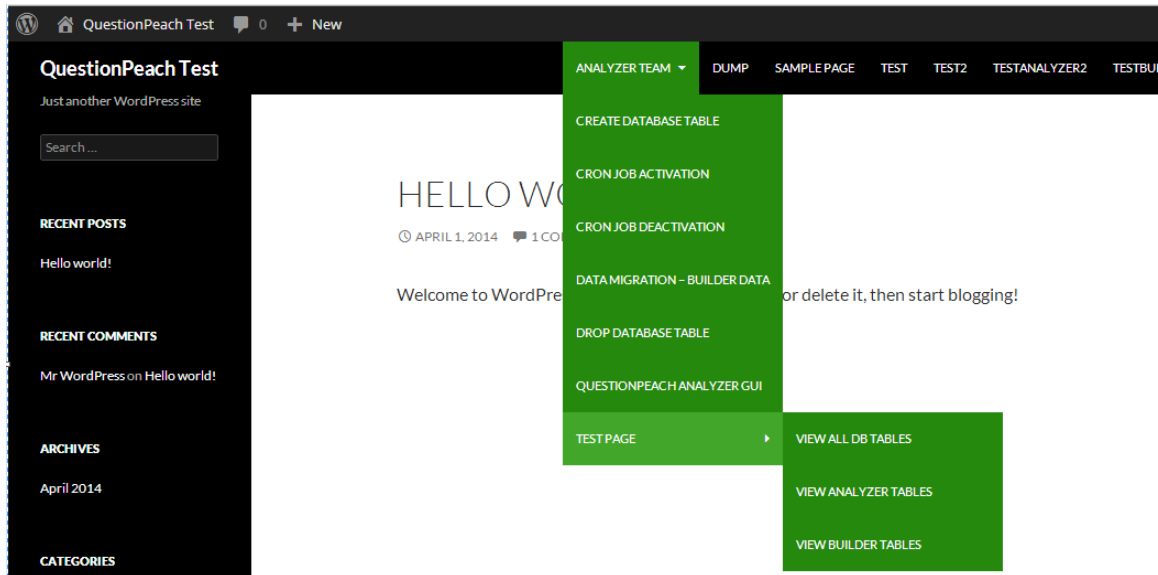 QuestionPeach Test 0 + New
QuestionPeach Test
Just another WordPress site
Search ...
RECENT POSTS
Hello world!
RECENT COMMENTS
Mr WordPress on Hello world!
ARCHIVES
April 2014
CATEGORIES
ANALYZER TEAM DUMP SAMPLE PAGE TEST TEST2 TESTANALYZER2
CREATE DATABASE TABLE
CRON JOB ACTIVATION
CRON JOB DEACTIVATION
DATA MIGRATION – BUILDER DATA
DROP DATABASE TABLE
QUESTIONPEACH ANALYZER GUI
TEST PAGE
VIEW ALL DB TABLES
VIEW ANALYZER TABLES
VIEW BUILDER TABLES
HELLO
APRIL 1, 2014 1
Welcome to or delete it, then start blogging!